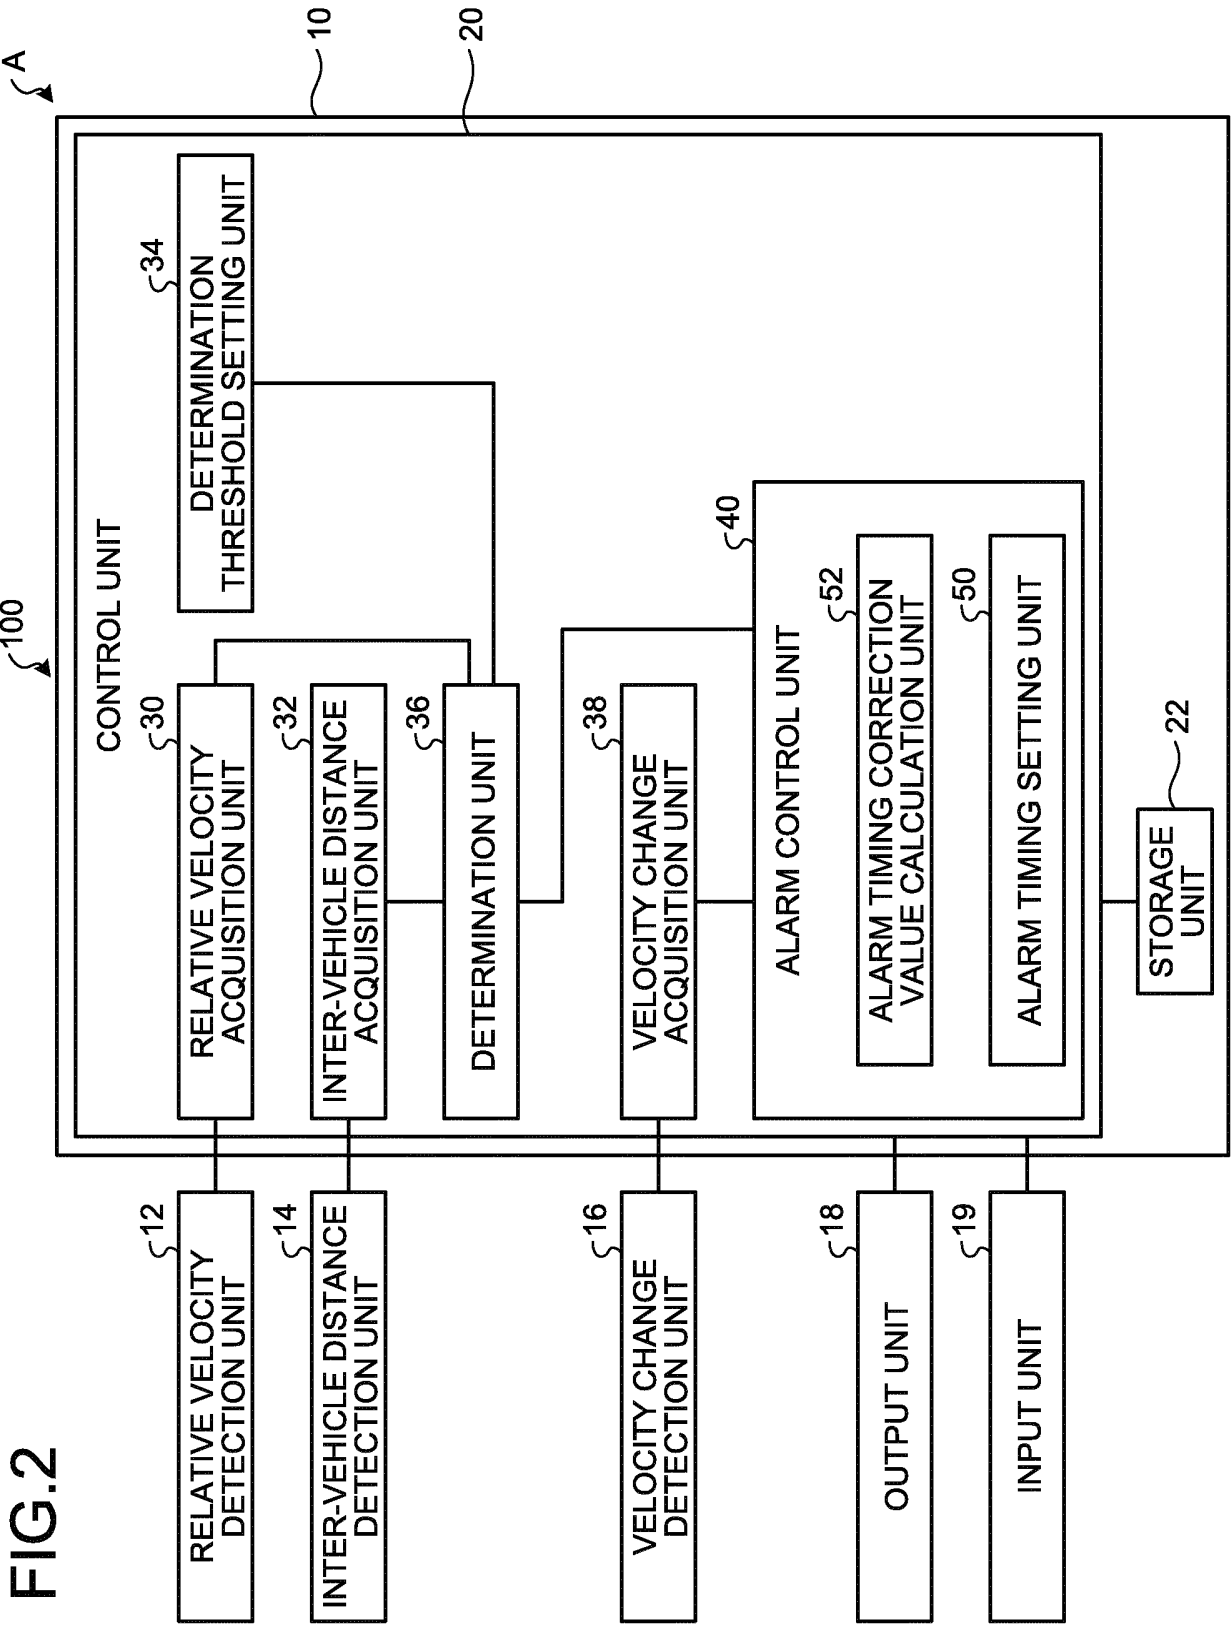 FIG.2
100
A
10
20
CONTROL UNIT
12
RELATIVE VELOCITY
DETECTION UNIT
30
RELATIVE VELOCITY
ACQUISITION UNIT
34
DETERMINATION
THRESHOLD SETTING UNIT
14
INTER-VEHICLE DISTANCE
DETECTION UNIT
32
INTER-VEHICLE DISTANCE
ACQUISITION UNIT
36
DETERMINATION UNIT
16
VELOCITY CHANGE
DETECTION UNIT
38
VELOCITY CHANGE
ACQUISITION UNIT
40
ALARM CONTROL UNIT
18
OUTPUT UNIT
52
ALARM TIMING CORRECTION
VALUE CALCULATION UNIT
19
INPUT UNIT
50
ALARM TIMING SETTING UNIT
22
STORAGE
UNIT